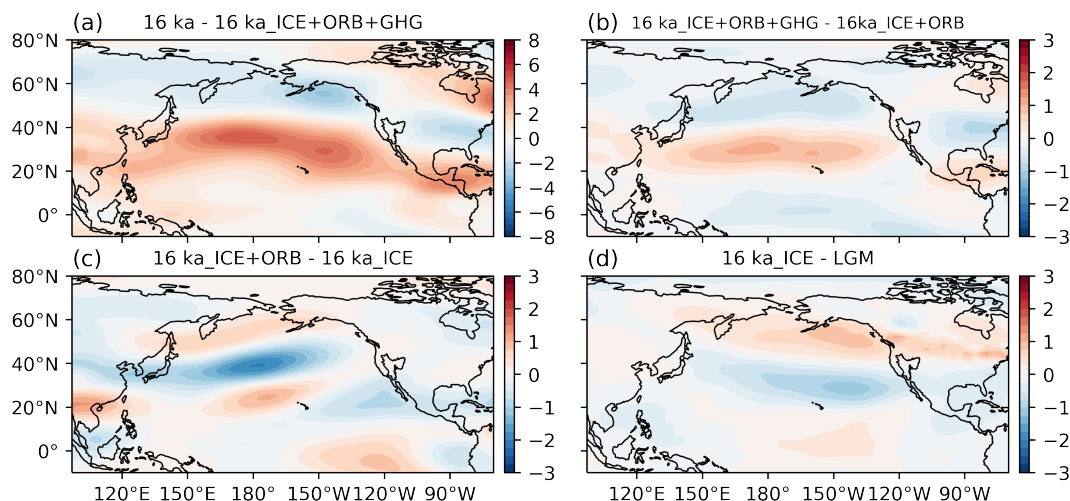 (a) 16 ka - 16 ka_ICE+ORB+GHG
80°N
60°N
40°N
20°N
0°
8
6
4
2
0
−2
−4
−6
−8
(b) 16 ka_ICE+ORB+GHG - 16ka_ICE+ORB
3
2
1
0
−1
−2
−3
(c) 16 ka_ICE+ORB - 16 ka_ICE
80°N
60°N
40°N
20°N
0°
120°E 150°E 180° 150°W 120°W 90°W
3
2
1
0
−1
−2
−3
(d) 16 ka_ICE - LGM
120°E 150°E 180° 150°W 120°W 90°W
3
2
1
0
−1
−2
−3